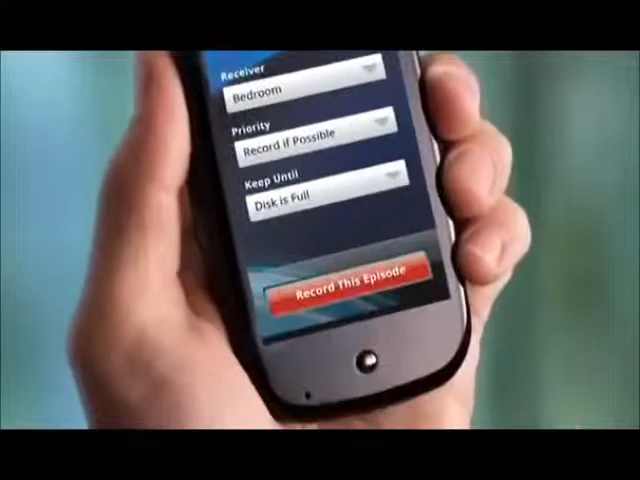 Receiver
Bedroom
Priority
Record if Possible
Keep Until
Disk is Full
Record This Episode